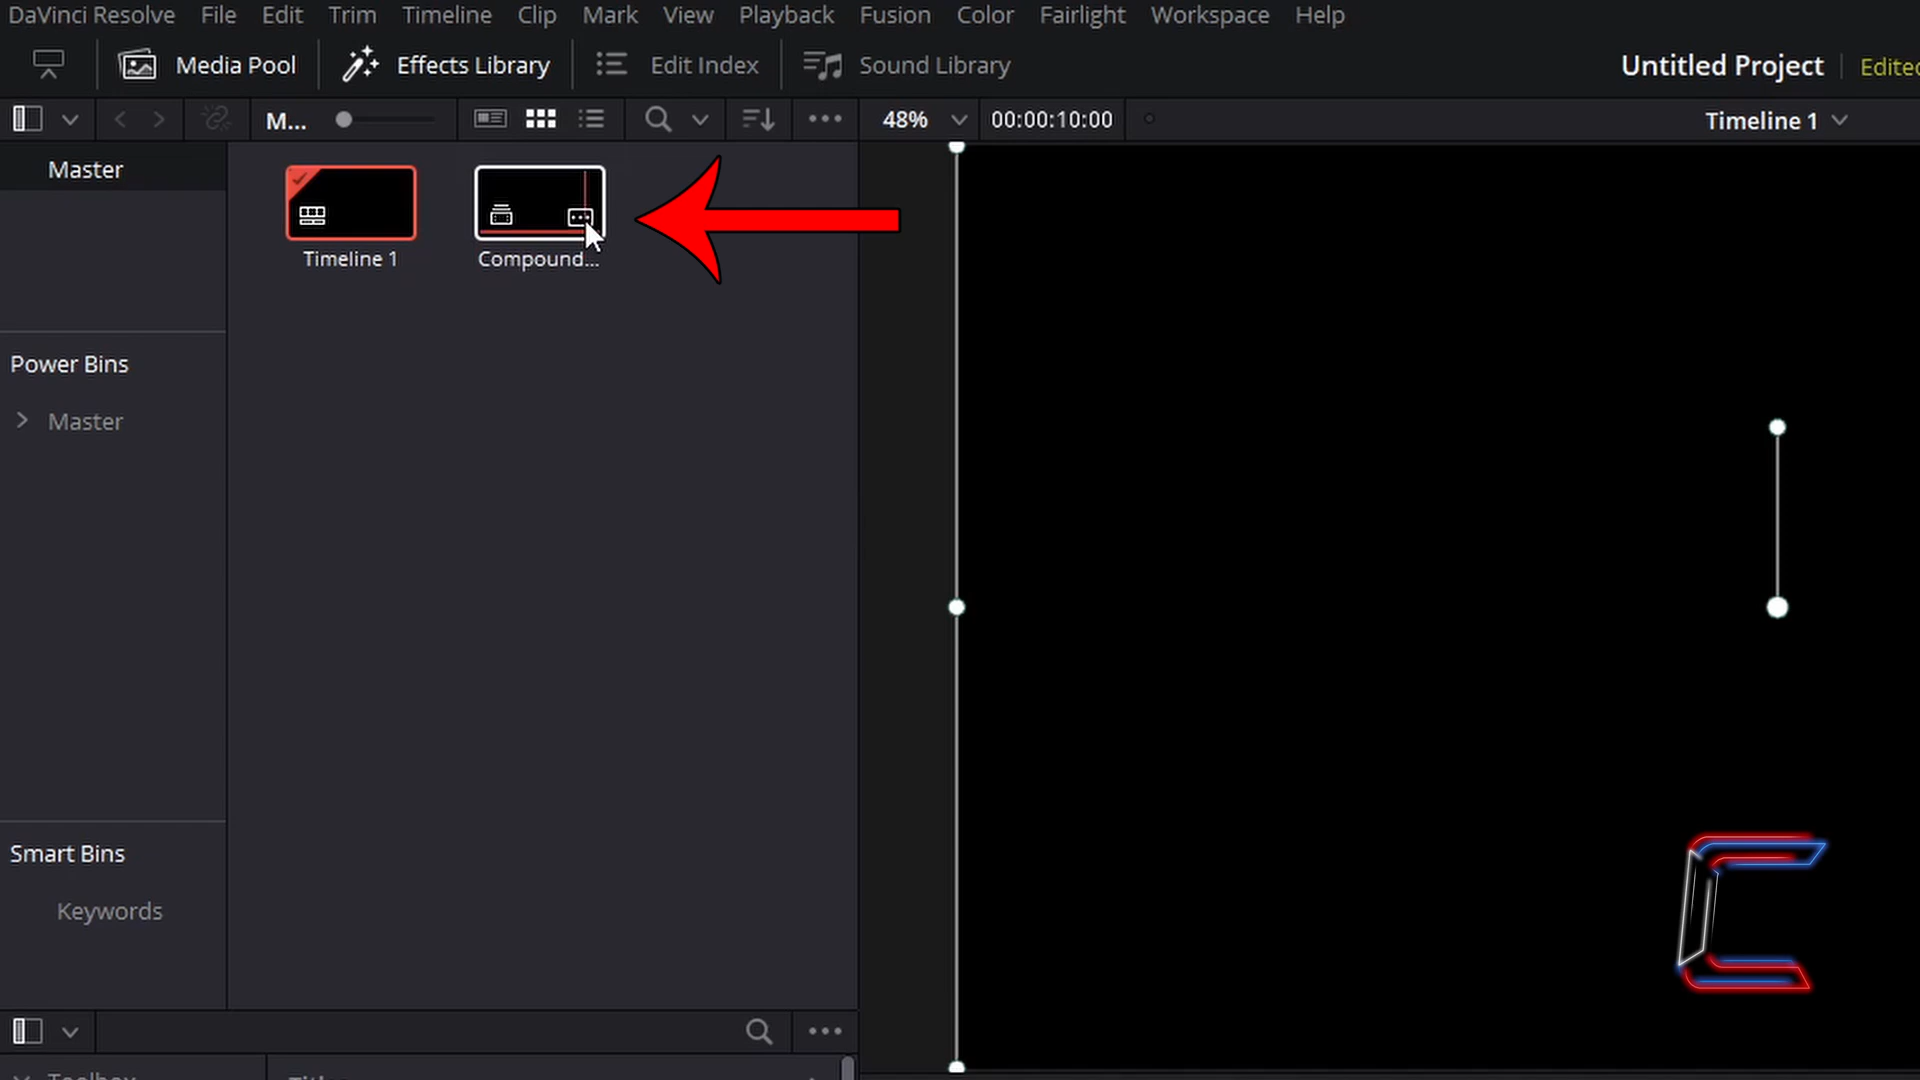 DaVinci Resolve File Edit Trim Timeline Clip Mark View Playback Fusion Color Fairlight Workspace Help
Media Pool Effects Library Edit Index Sound Library Untitled Project
M... 48% 00:00:10:00 Timeline 1
Master
Timeline 1 Compound...
Power Bins
Master
Smart Bins
Keywords